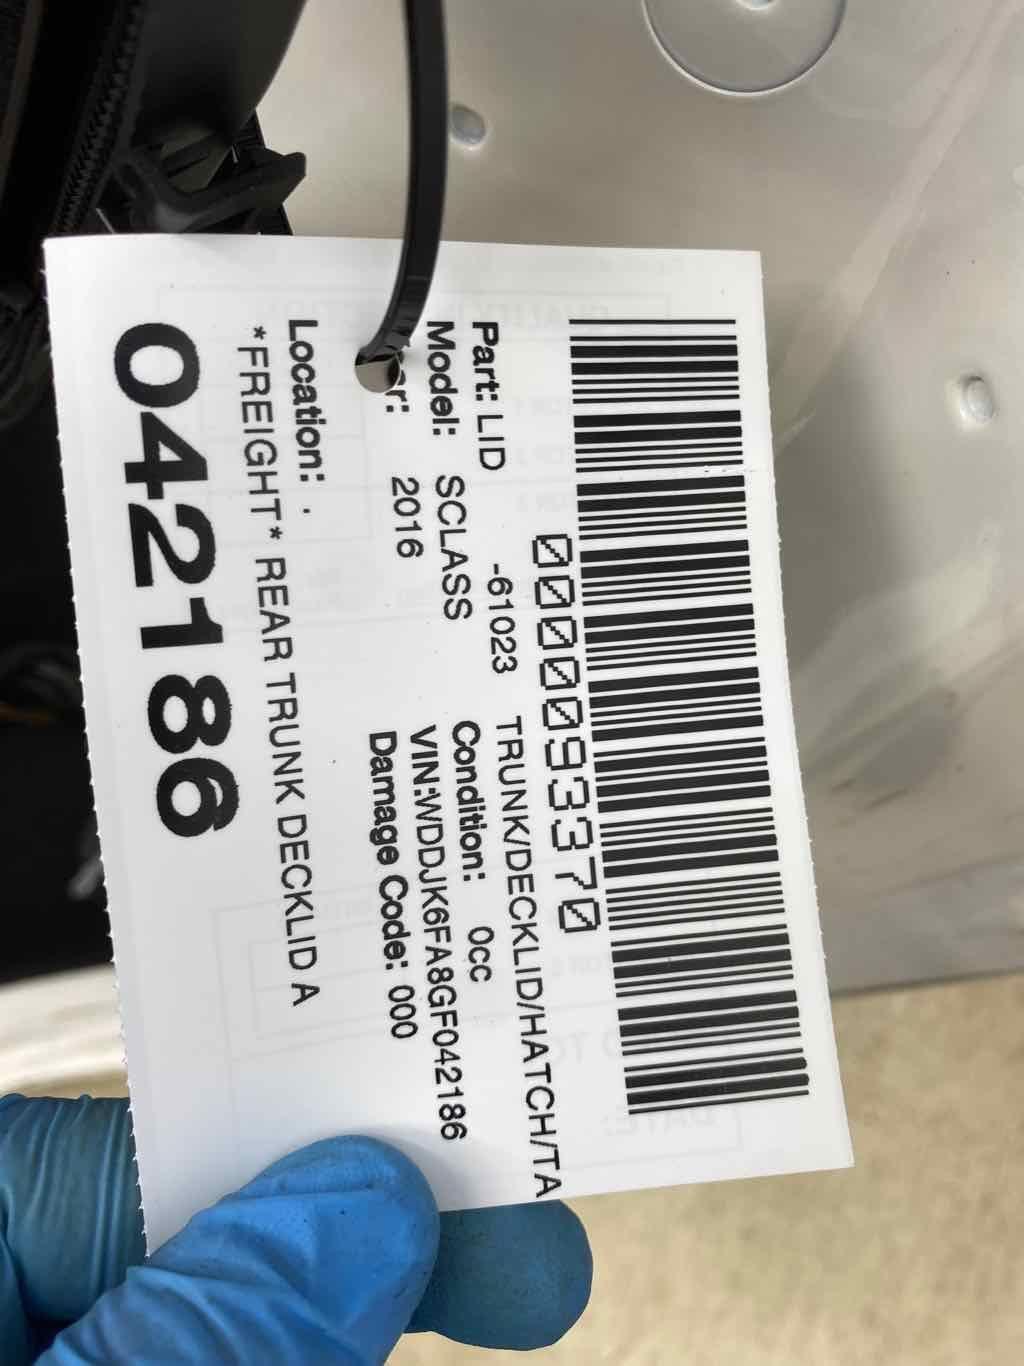 0000093370
Part: LID -61023 TRUNK/DECKLID/HATCH/TA
Model: SCLASS Condition: 0cc
2016 VIN:WDDJK6FA8GF042186
Damage Code: 000
Location: .
*FREIGHT* REAR TRUNK DECKLID A
042186